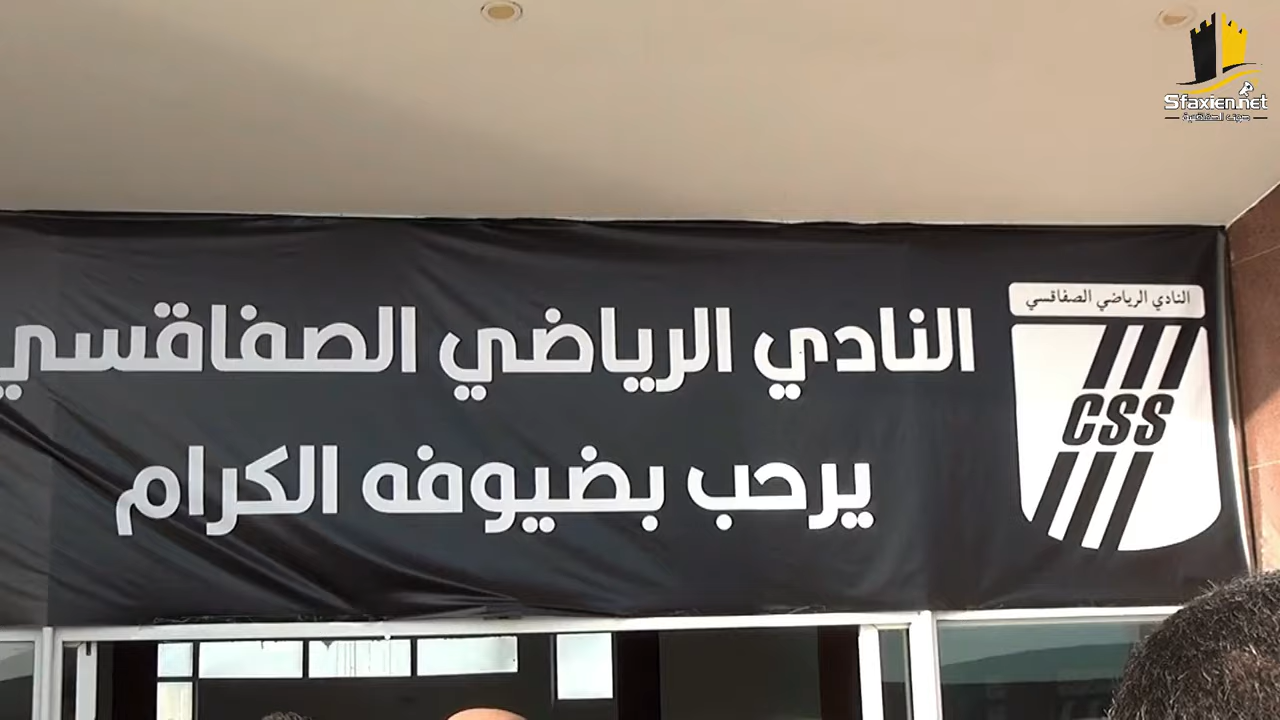 Sfaxien.net
النادي الرياضي الصفاقسي
CSS
النادي الرياضي الصفاقسي
يرحب بضيوفه الكرام